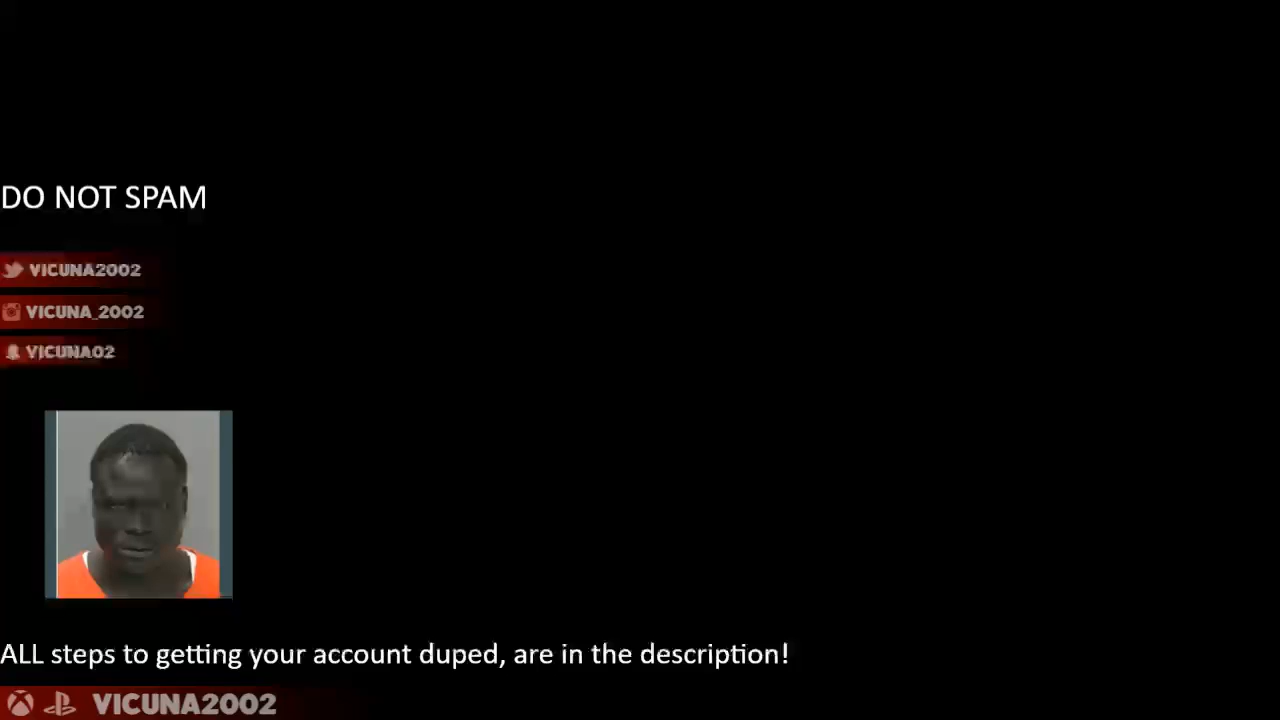 DO NOT SPAM
VICUNA2002
VICUNA_2002
VICUNA02
ALL steps to getting your account duped, are in the description!
VICUNA2002